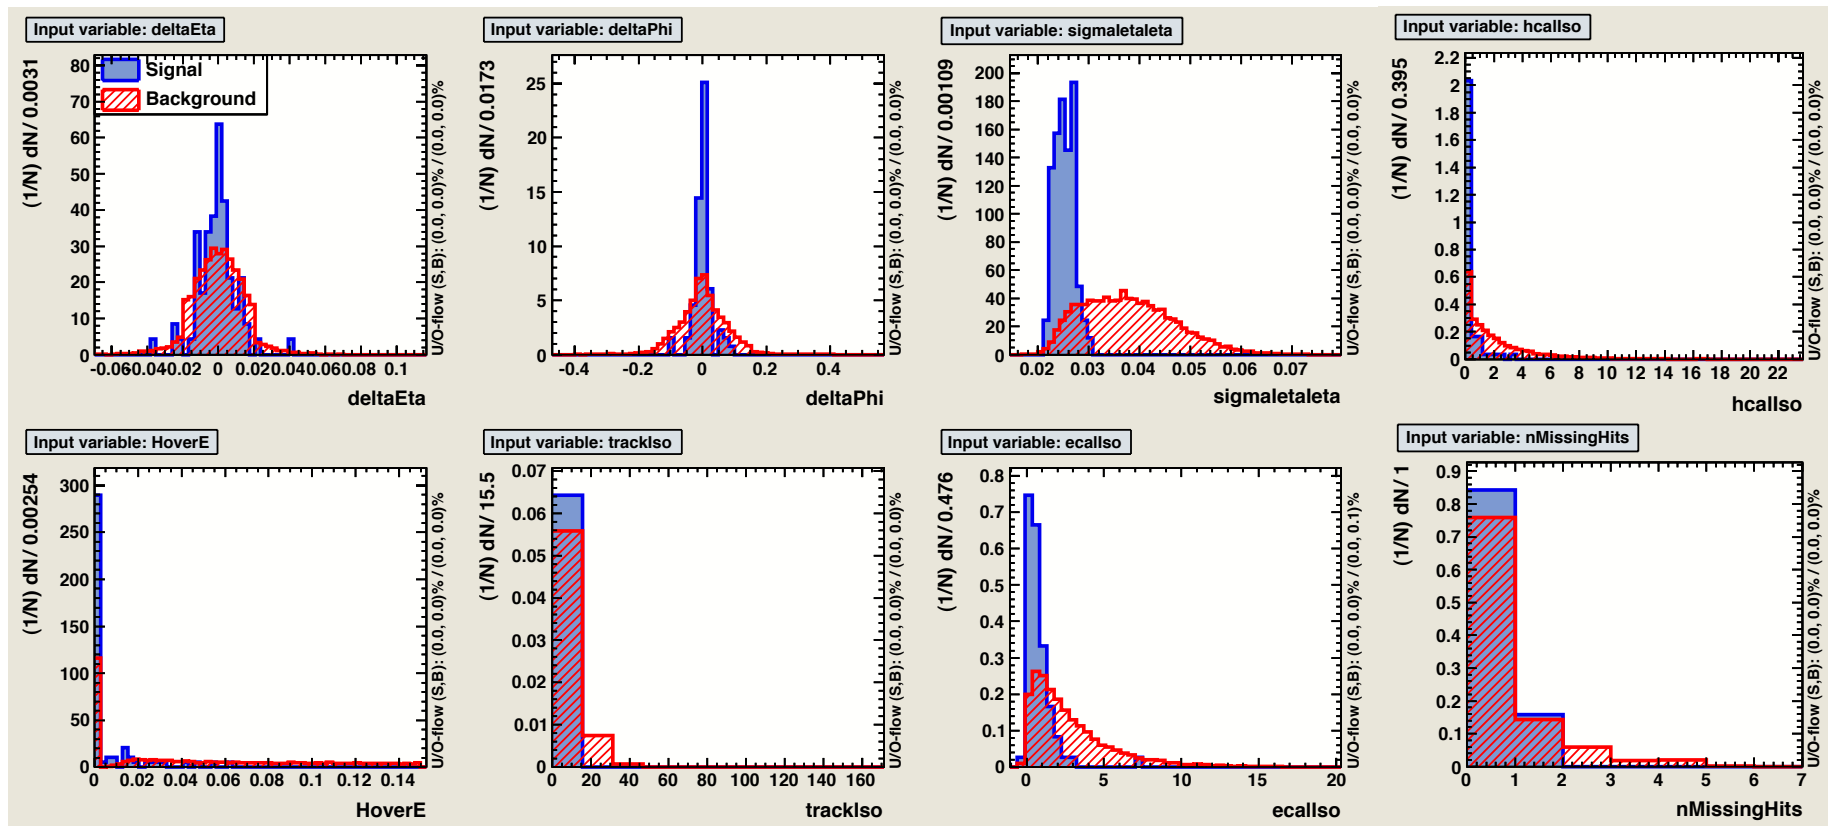 Input variable: deltaEta
(1/N) dN/ 0.0031
80
70
60
50
40
30
20
10
0
Signal
Background
-0.06-0.04-0.02 0 0.02 0.04 0.06 0.08 0.1
deltaEta
U/O-flow (S,B): (0.0, 0.0)% / (0.0, 0.0)%
Input variable: deltaPhi
(1/N) dN/ 0.0173
25
20
15
10
5
0
-0.4 -0.2 0 0.2 0.4
deltaPhi
U/O-flow (S,B): (0.0, 0.0)% / (0.0, 0.0)%
Input variable: sigmaIetaIeta
(1/N) dN/ 0.00109
200
180
160
140
120
100
80
60
40
20
0
0.02 0.03 0.04 0.05 0.06 0.07
sigmaIetaIeta
U/O-flow (S,B): (0.0, 0.0)% / (0.0, 0.0)%
Input variable: hcalIso
(1/N) dN/ 0.395
2.2
2
1.8
1.6
1.4
1.2
1
0.8
0.6
0.4
0.2
0
0 2 4 6 8 10 12 14 16 18 20 22
hcalIso
U/O-flow (S,B): (0.0, 0.0)% / (0.0, 0.0)%
Input variable: HoverE
(1/N) dN/ 0.00254
300
250
200
150
100
50
0
0 0.02 0.04 0.06 0.08 0.1 0.12 0.14
HoverE
U/O-flow (S,B): (0.0, 0.0)% / (0.0, 0.0)%
Input variable: trackIso
(1/N) dN/ 15.5
0.07
0.06
0.05
0.04
0.03
0.02
0.01
0
0 20 40 60 80 100 120 140 160
trackIso
U/O-flow (S,B): (0.0, 0.0)% / (0.0, 0.0)%
Input variable: ecalIso
(1/N) dN/ 0.476
0.8
0.7
0.6
0.5
0.4
0.3
0.2
0.1
0
0 5 10 15 20
ecalIso
U/O-flow (S,B): (0.0, 0.0)% / (0.0, 0.1)%
Input variable: nMissingHits
(1/N) dN/ 1
0.9
0.8
0.7
0.6
0.5
0.4
0.3
0.2
0.1
0
0 1 2 3 4 5 6 7
nMissingHits
U/O-flow (S,B): (0.0, 0.0)% / (0.0, 0.0)%